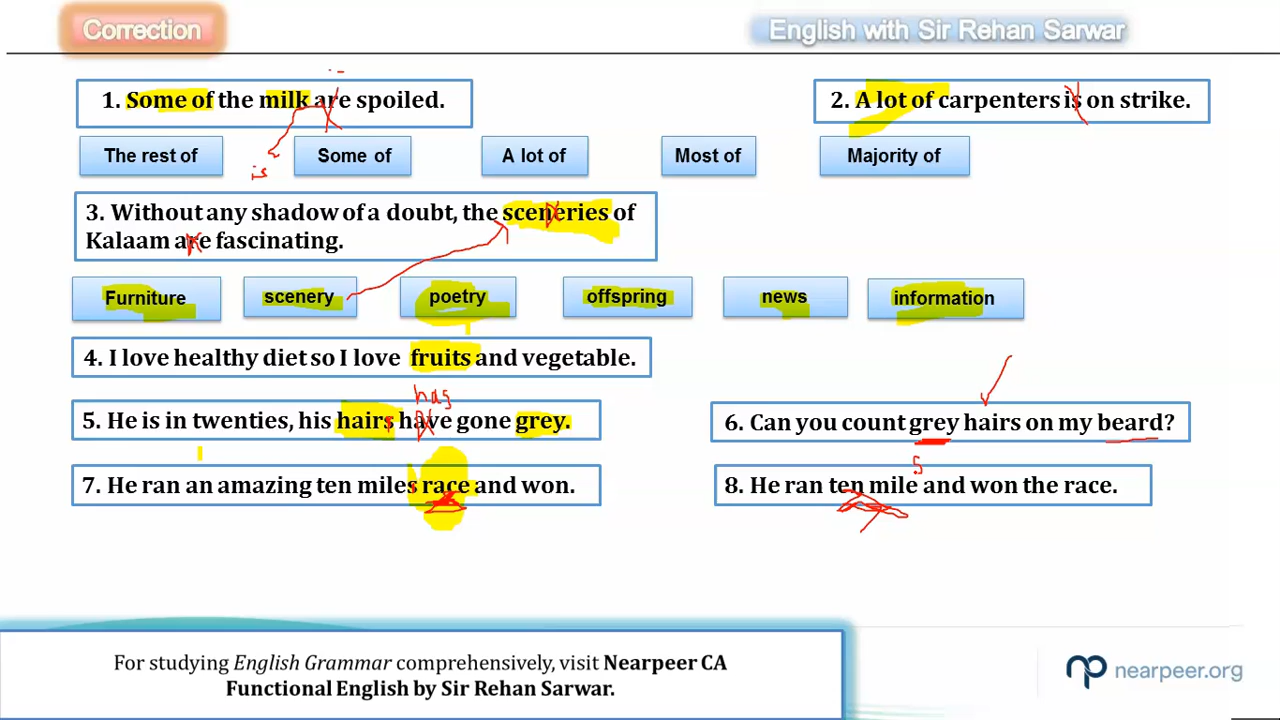 Correction
English with Sir Rehan Sarwar
1. Some of the milk are spoiled.
2. A lot of carpenters is on strike.
is
The rest of
Some of
A lot of
Most of
Majority of
3. Without any shadow of a doubt, the sceneries of
Kalaam are fascinating.
Furniture
scenery
poetry
offspring
news
information
4. I love healthy diet so I love fruits and vegetable.
has
5. He is in twenties, his hairs have gone grey.
6. Can you count grey hairs on my beard?
s
7. He ran an amazing ten miles race and won.
8. He ran ten mile and won the race.
For studying English Grammar comprehensively, visit Nearpeer CA
Functional English by Sir Rehan Sarwar.
nearpeer.org